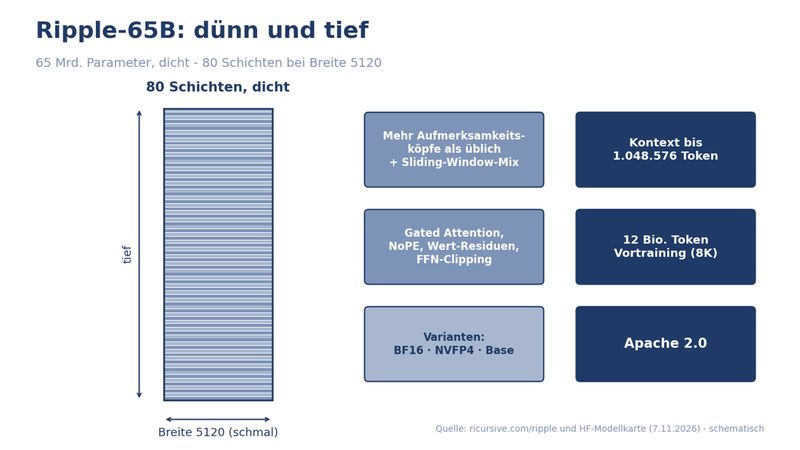 Ripple-65B: dünn und tief
65 Mrd. Parameter, dicht - 80 Schichten bei Breite 5120
80 Schichten, dicht
tief
Breite 5120 (schmal)
Mehr Aufmerksamkeits-
köpfe als üblich
+ Sliding-Window-Mix
Kontext bis
1.048.576 Token
Gated Attention,
NoPE, Wert-Residuen,
FFN-Clipping
12 Bio. Token
Vortraining (8K)
Varianten:
BF16 · NVFP4 · Base
Apache 2.0
Quelle: ricursive.com/ripple und HF-Modellkarte (7.11.2026) - schematisch